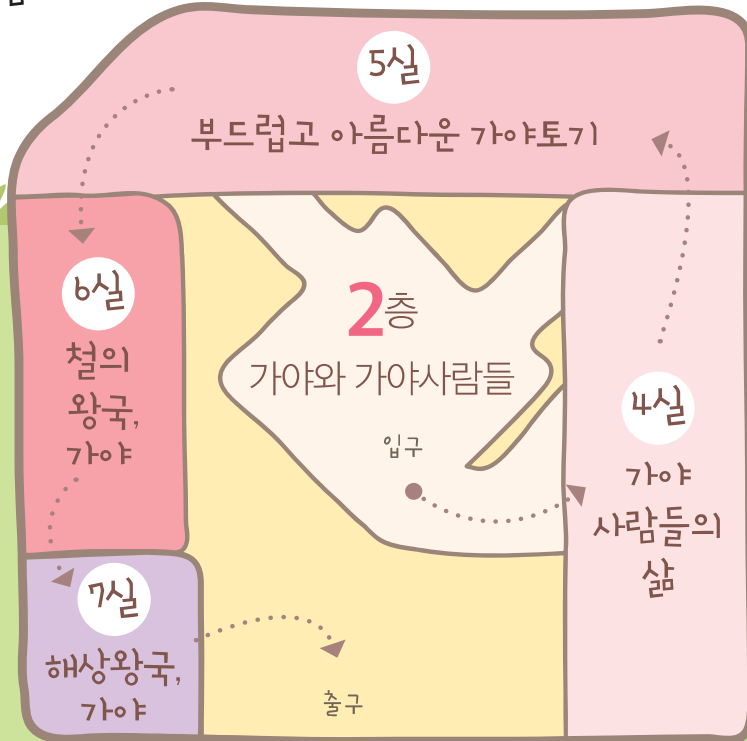 5실
부드럽고 아름다운 가야토기
6실
철의
왕국,
가야
2층
가야와 가야사람들
입구
4실
가야
사람들의
삶
7실
해상왕국,
가야
출구